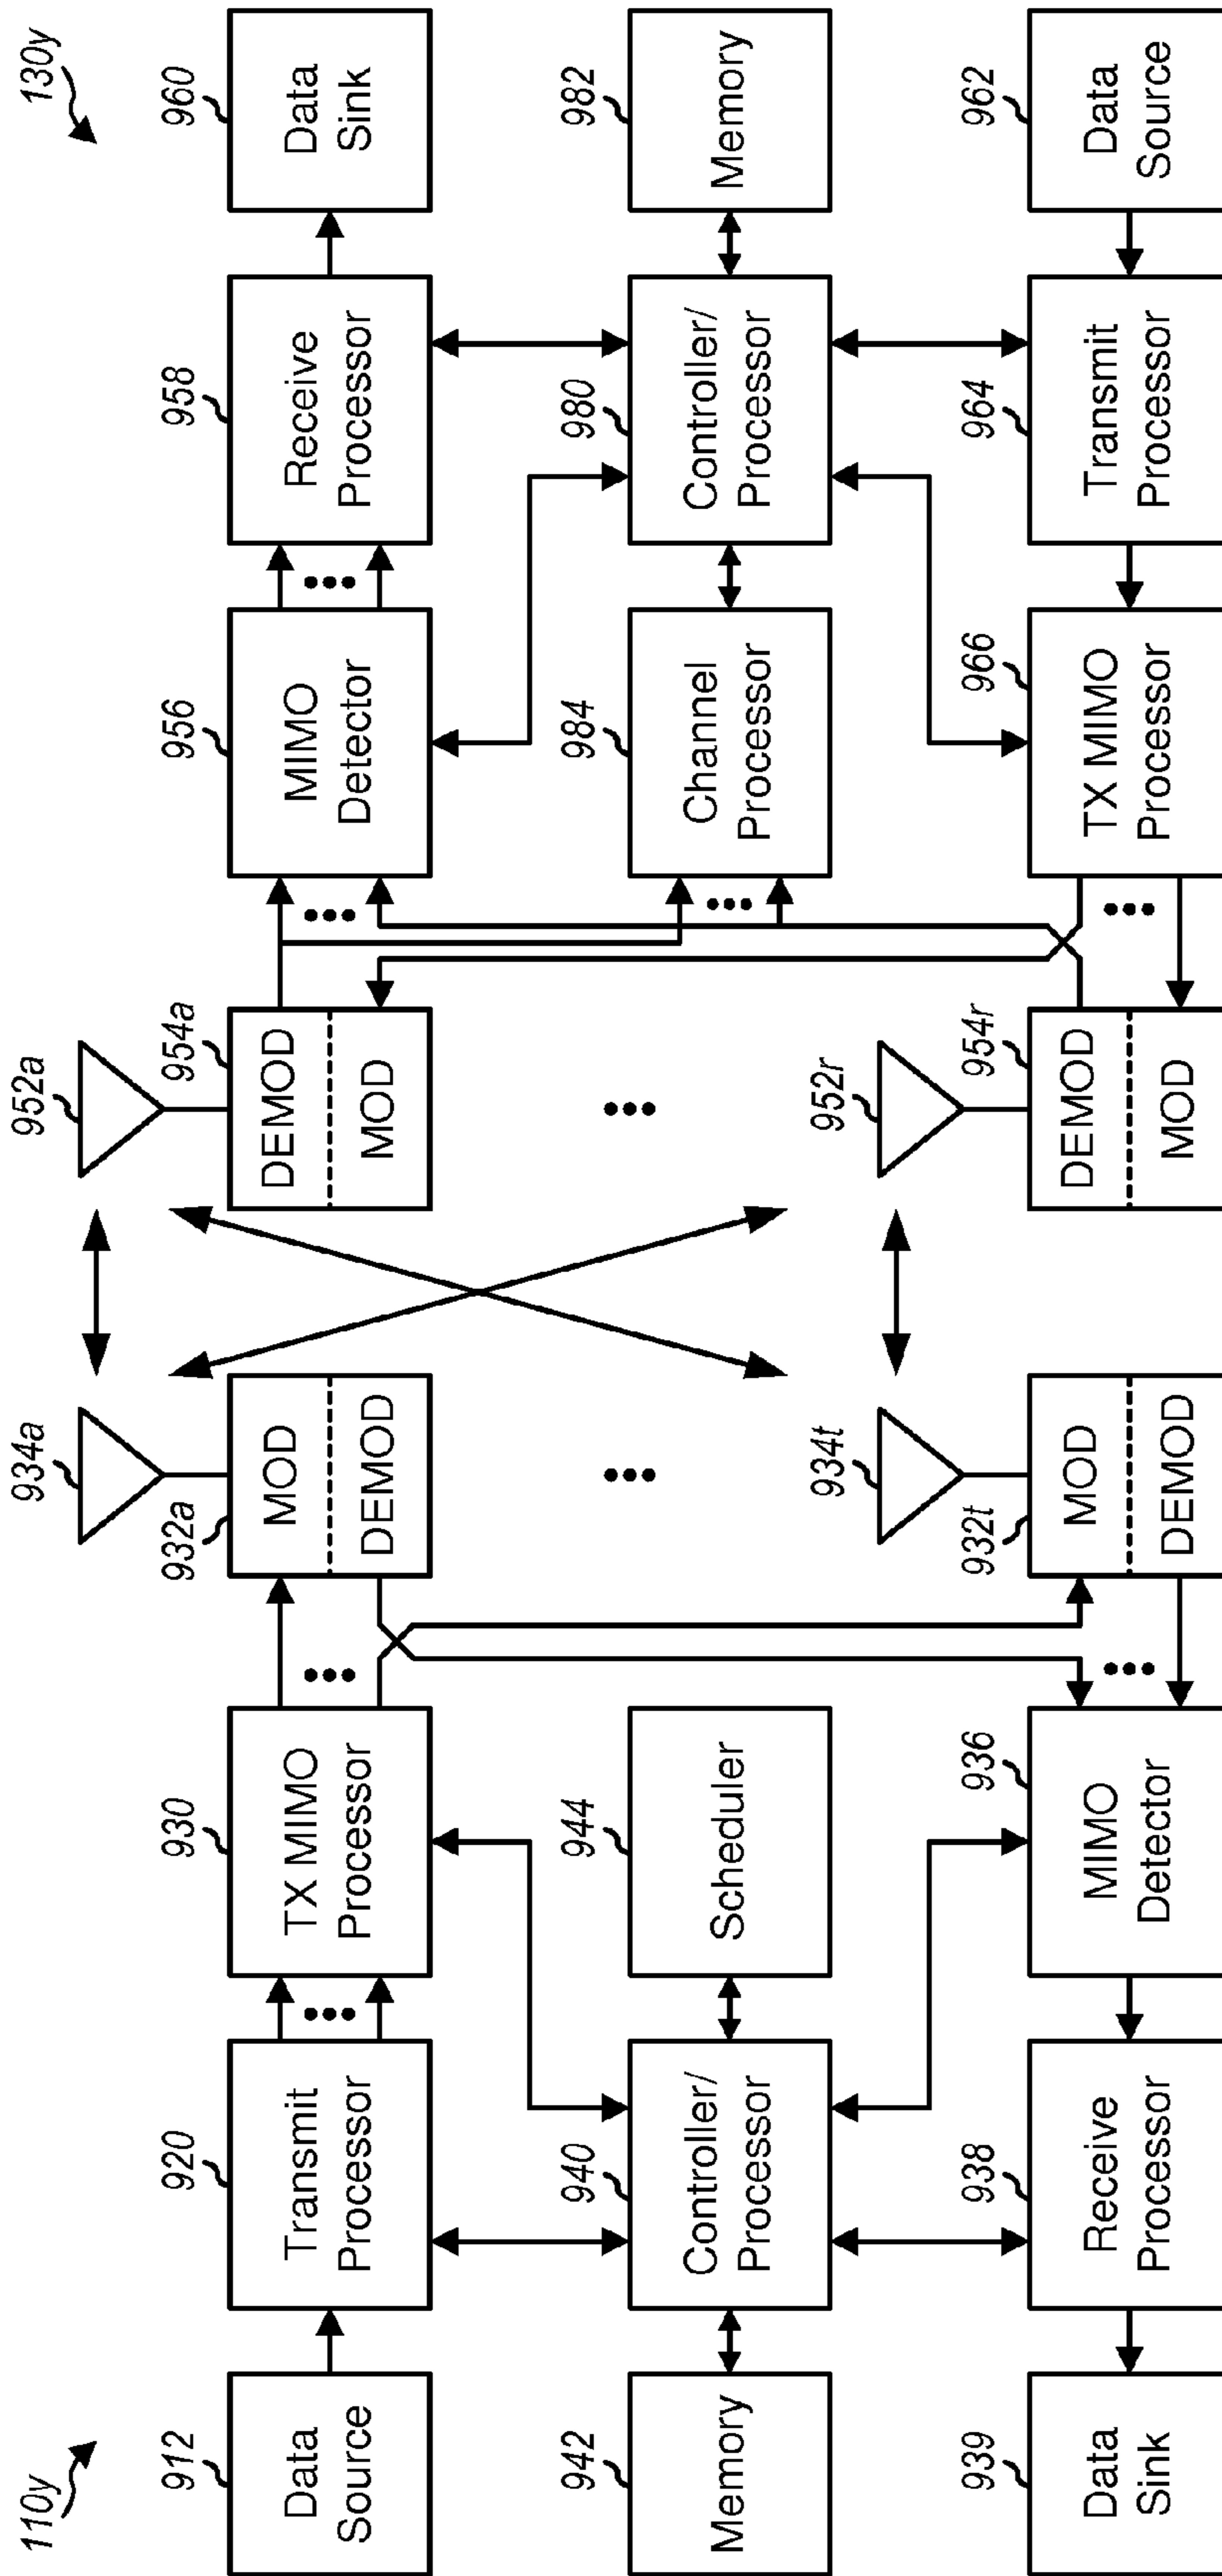 110y
130y
912
Data
Source
920
Transmit
Processor
930
TX MIMO
Processor
932a
MOD
DEMOD
934a
952a
954a
DEMOD
MOD
956
MIMO
Detector
958
Receive
Processor
960
Data
Sink
942
Memory
940
Controller/
Processor
944
Scheduler
984
Channel
Processor
980
Controller/
Processor
982
Memory
939
Data
Sink
938
Receive
Processor
936
MIMO
Detector
932t
MOD
DEMOD
934t
952r
954r
DEMOD
MOD
966
TX MIMO
Processor
964
Transmit
Processor
962
Data
Source